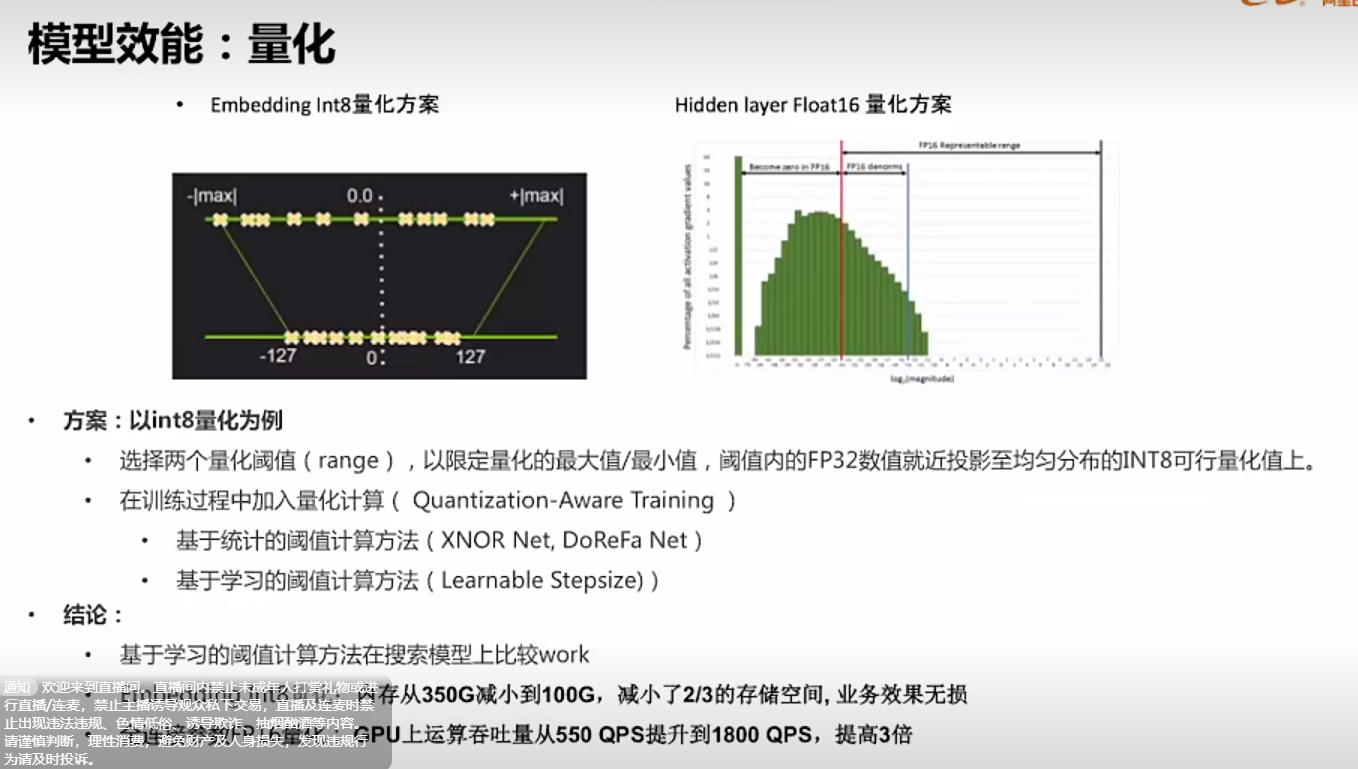 模型效能：量化
• Embedding Int8量化方案
Hidden layer Float16 量化方案
-|max|
0.0
+|max|
-127
0
127
FP16 Representable range
Become zero in FP16
FP16 denorms
Percentage of all activation gradient values
log₂(magnitude)
• 方案：以int8量化为例
• 选择两个量化阈值（range），以限定量化的最大值/最小值，阈值内的FP32数值就近投影至均匀分布的INT8可行量化值上。
• 在训练过程中加入量化计算（ Quantization-Aware Training ）
• 基于统计的阈值计算方法（XNOR Net, DoReFa Net）
• 基于学习的阈值计算方法（Learnable Stepsize)）
• 结论：
• 基于学习的阈值计算方法在搜索模型上比较work
内存从350G减小到100G，减小了2/3的存储空间, 业务效果无损
GPU上运算吞吐量从550 QPS提升到1800 QPS，提高3倍
通知 欢迎来到直播间。直播间内禁止未成年人打赏礼物或进
行直播/连麦，禁止主播诱导观众私下交易，直播及连麦时禁
止出现违法违规、色情低俗、诱导欺诈、抽烟酗酒等内容，
请谨慎判断，理性消费，避免财产及人身损失，发现违规行
为请及时投诉。